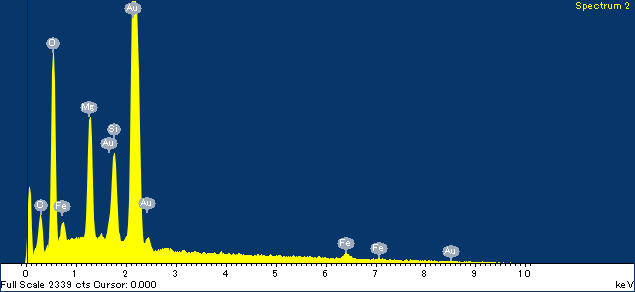 Spectrum 2
Au
O
Mg
Si
Au
C
Fe
Au
Fe
Fe
Au
0 1 2 3 4 5 6 7 8 9 10
Full Scale 2339 cts Cursor: 0.000 keV